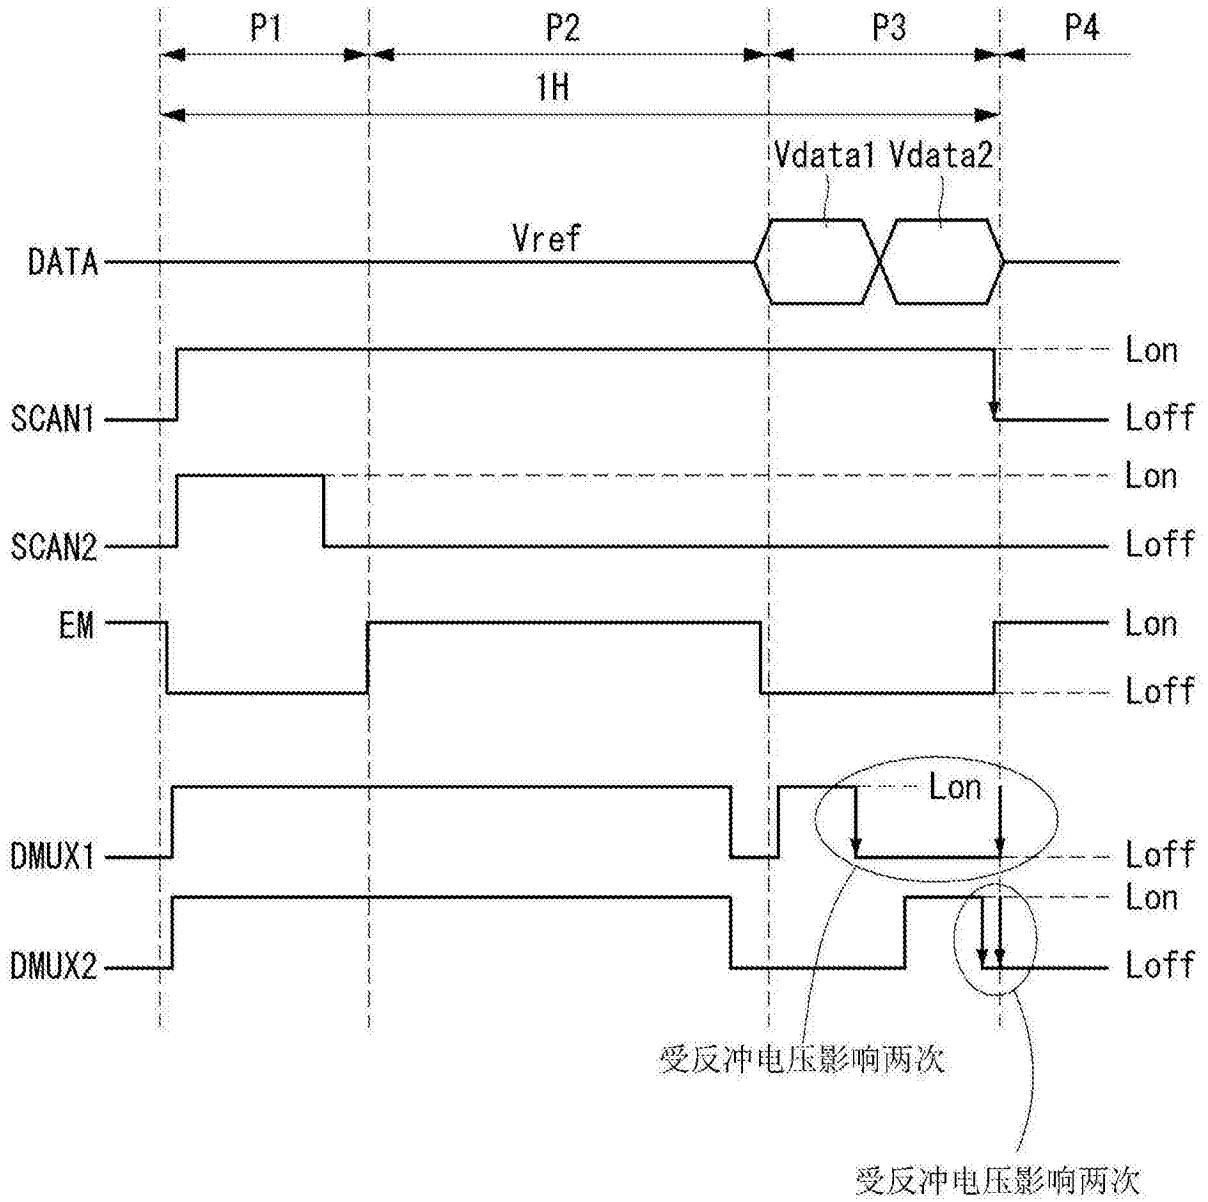 P1 P2 P3 P4
1H
Vdata1 Vdata2
DATA Vref
Lon
SCAN1 Loff
Lon
SCAN2 Loff
EM Lon
Loff
Lon
DMUX1 Loff
Lon
DMUX2 Loff
受反冲电压影响两次
受反冲电压影响两次